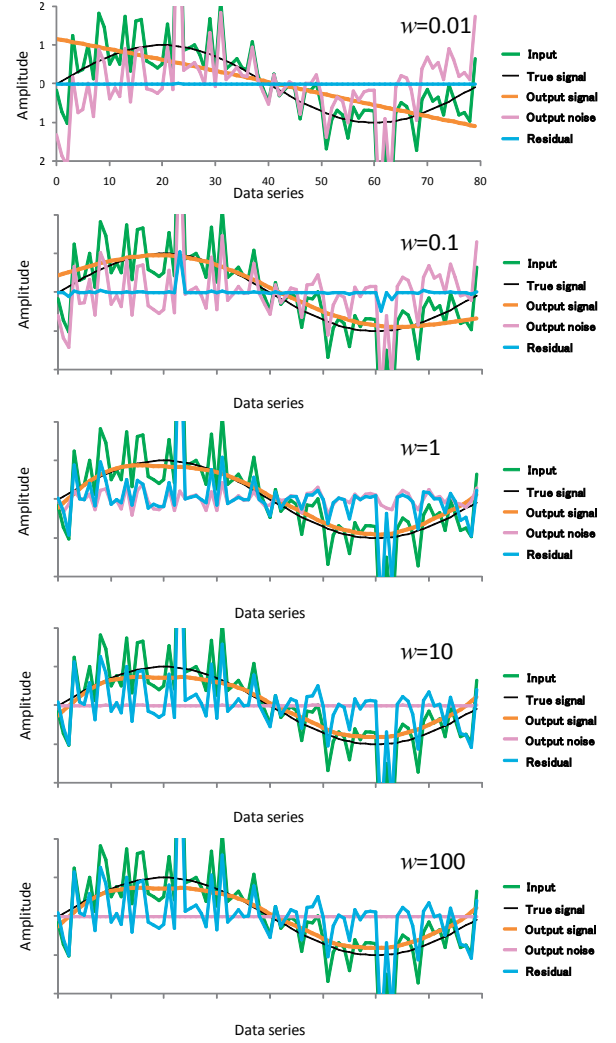 w=0.01
2
1
0
1
2
Amplitude
0 10 20 30 40 50 60 70 80
Data series
Input
True signal
Output signal
Output noise
Residual
w=0.1
Amplitude
Data series
Input
True signal
Output signal
Output noise
Residual
w=1
Amplitude
Data series
Input
True signal
Output signal
Output noise
Residual
w=10
Amplitude
Data series
Input
True signal
Output signal
Output noise
Residual
w=100
Amplitude
Data series
Input
True signal
Output signal
Output noise
Residual